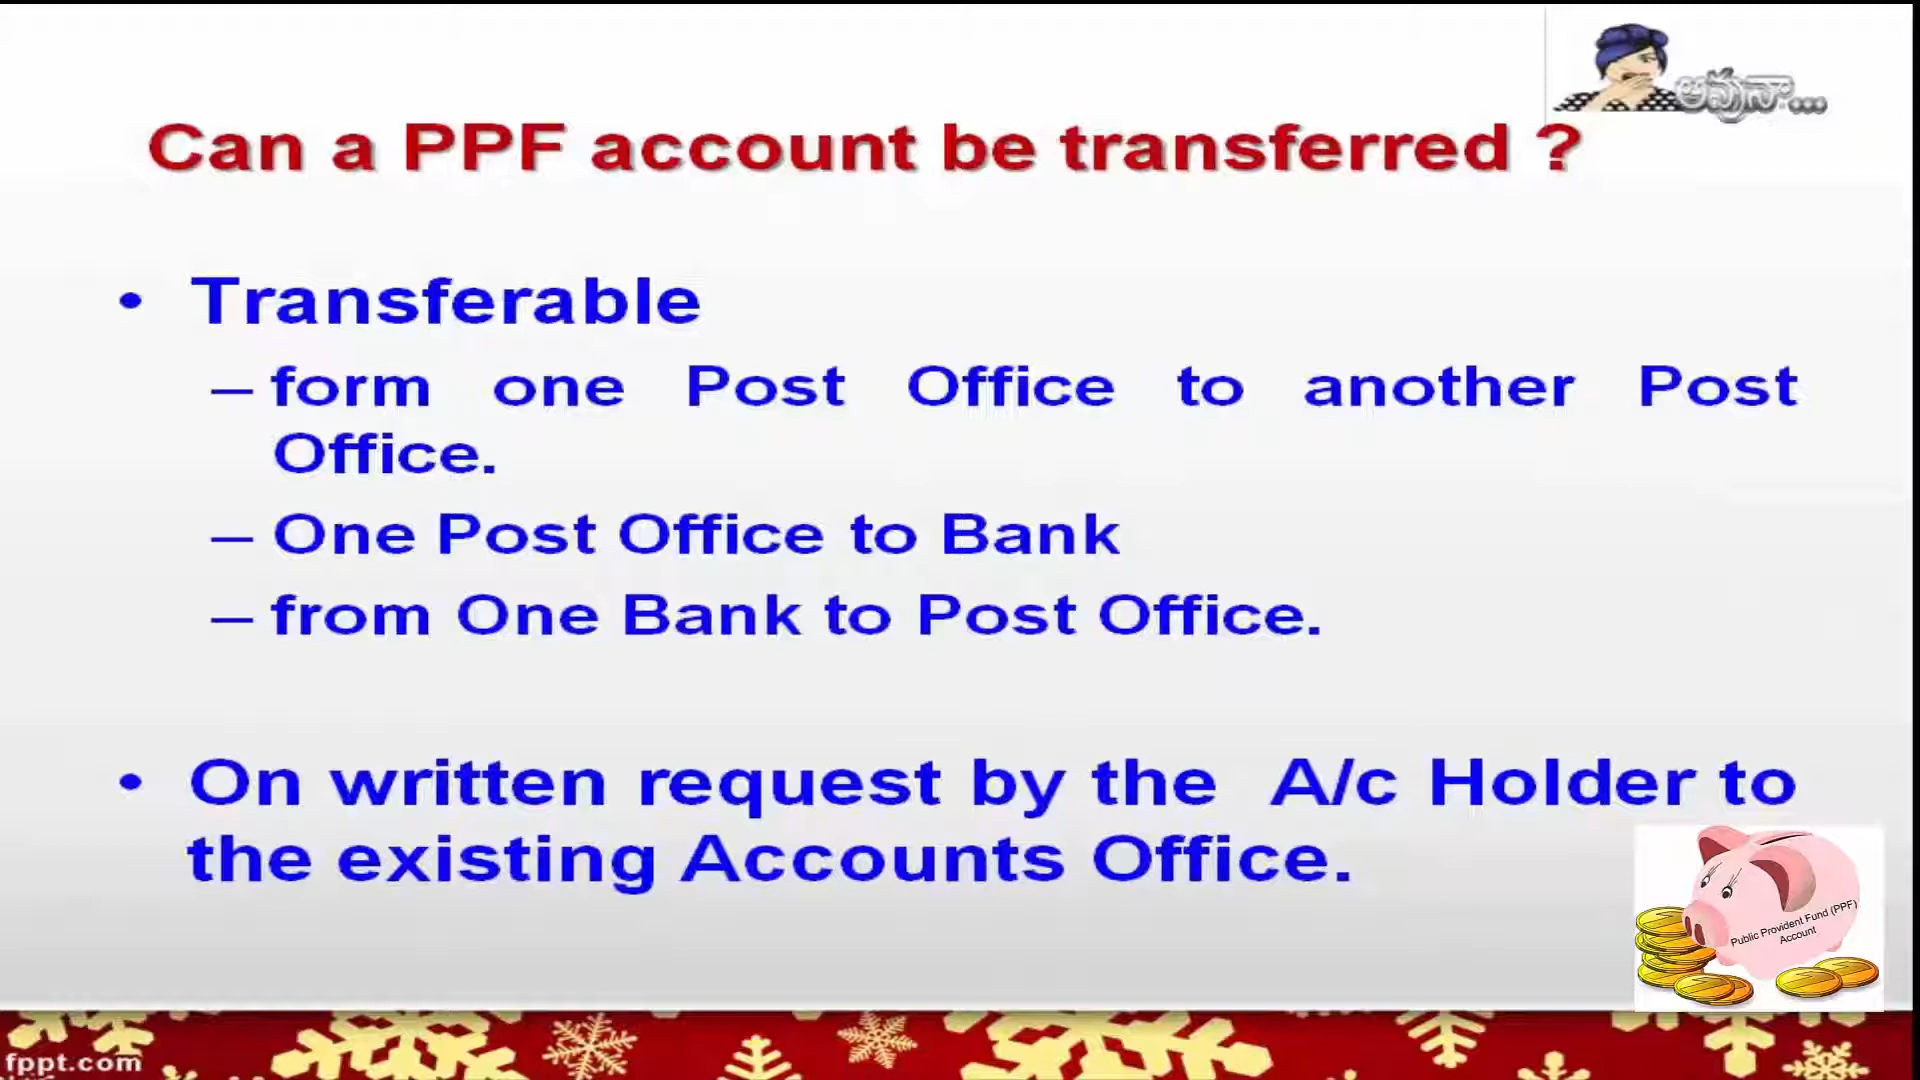 అవునా...
Can a PPF account be transferred ?
• Transferable
– form one Post Office to another Post
Office.
– One Post Office to Bank
– from One Bank to Post Office.
• On written request by the A/c Holder to
the existing Accounts Office.
Public Provident Fund (PPF)
Account
fppt.com